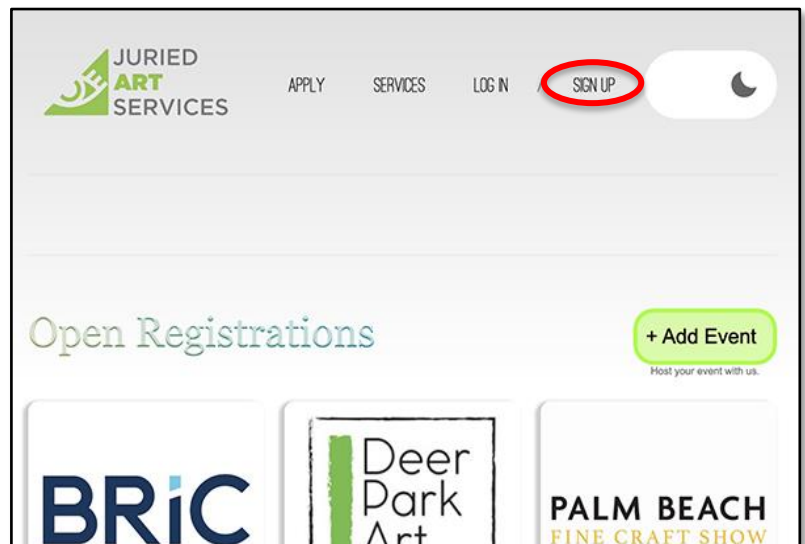 JURIED
ART
SERVICES
APPLY SERVICES LOG IN / SIGN UP
Open Registrations
+ Add Event
Host your event with us.
BRiC
Deer
Park
Art
PALM BEACH
FINE CRAFT SHOW